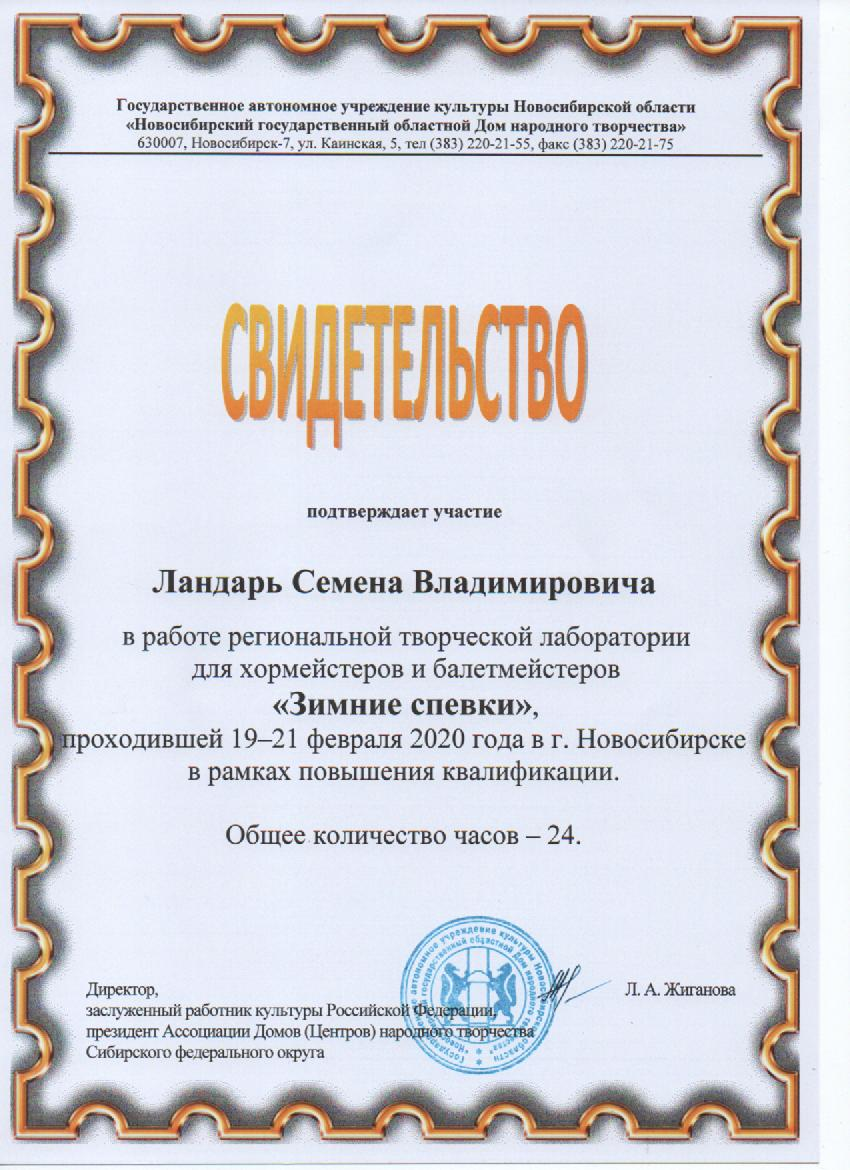 Государственное автономное учреждение культуры Новосибирской области
«Новосибирский государственный областной Дом народного творчества»
630007, Новосибирск-7, ул. Каинская, 5, тел (383) 220-21-55, факс (383) 220-21-75
СВИДЕТЕЛЬСТВО
подтверждает участие
Ландарь Семена Владимировича
в работе региональной творческой лаборатории
для хормейстеров и балетмейстеров
«Зимние спевки»,
проходившей 19–21 февраля 2020 года в г. Новосибирске
в рамках повышения квалификации.
Общее количество часов – 24.
Директор,
заслуженный работник культуры Российской Федерации,
президент Ассоциации Домов (Центров) народного творчества
Сибирского федерального округа
Л. А. Жиганова